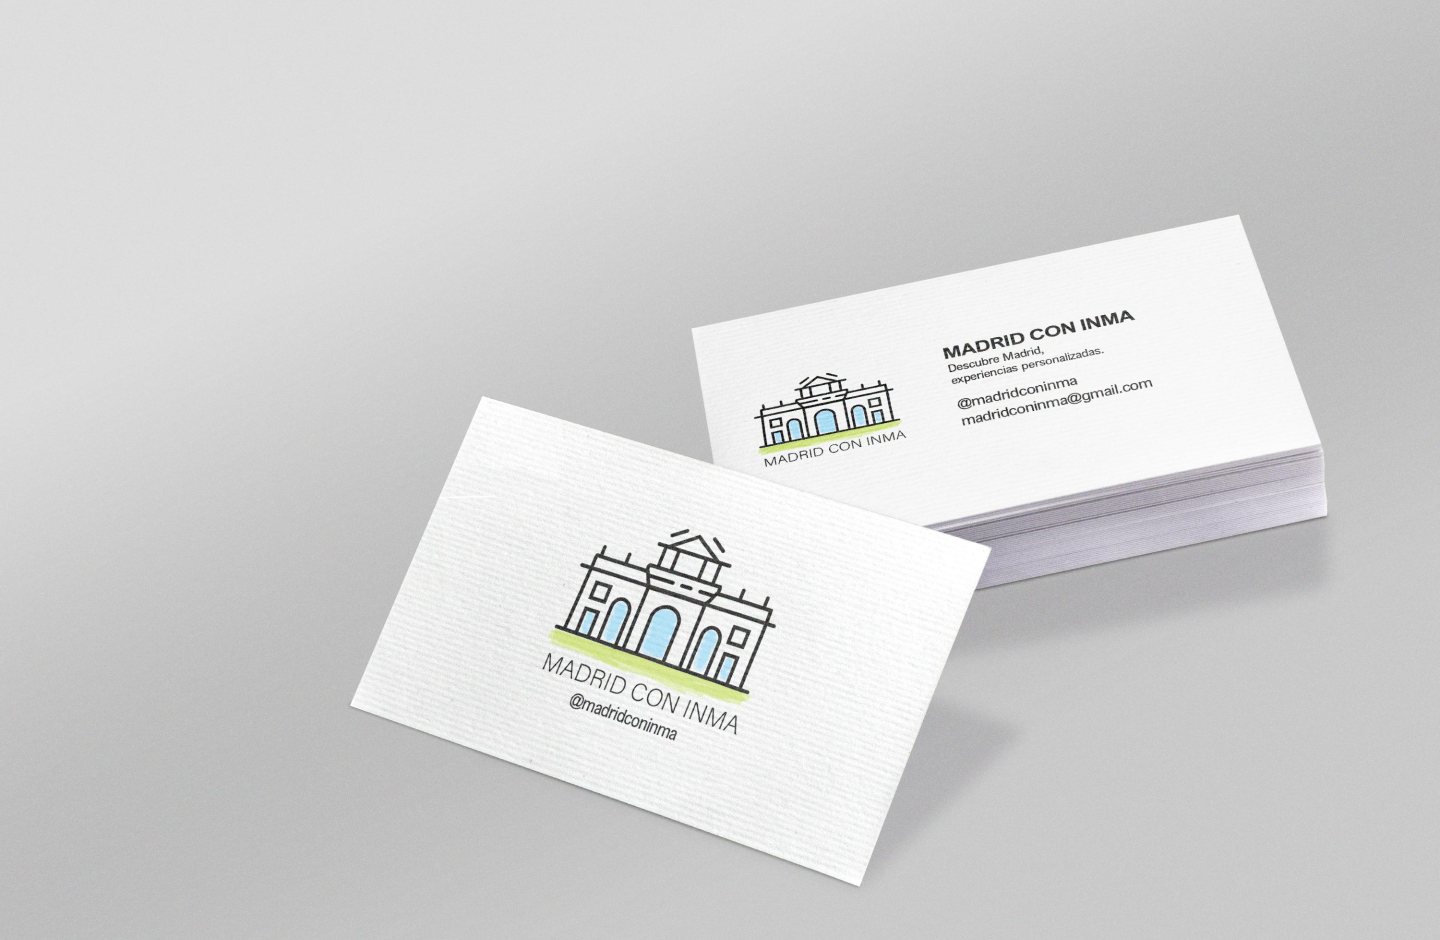 MADRID CON INMA
Descubre Madrid,
experiencias personalizadas.
@madridconinma
madridconinma@gmail.com
MADRID CON INMA
MADRID CON INMA
@madridconinma